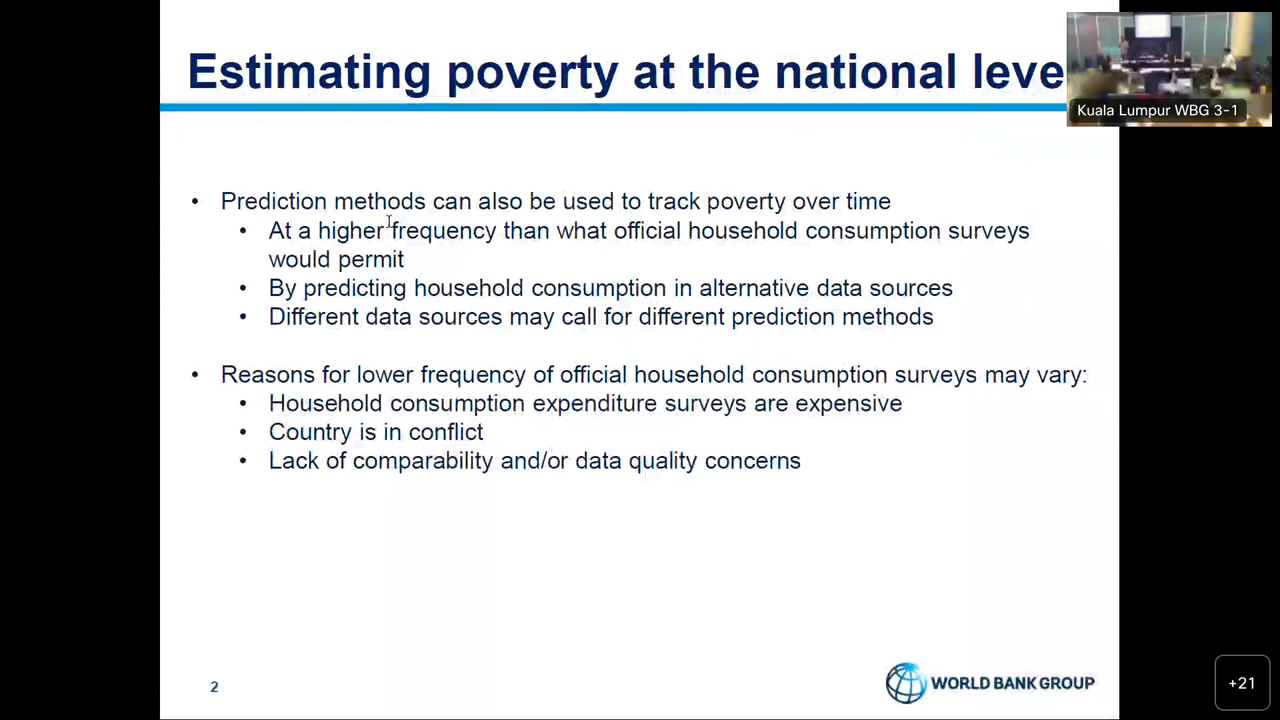 Estimating poverty at the national leve
Kuala Lumpur WBG 3-1
• Prediction methods can also be used to track poverty over time
• At a higher frequency than what official household consumption surveys
would permit
• By predicting household consumption in alternative data sources
• Different data sources may call for different prediction methods
• Reasons for lower frequency of official household consumption surveys may vary:
• Household consumption expenditure surveys are expensive
• Country is in conflict
• Lack of comparability and/or data quality concerns
2
WORLD BANK GROUP
+21